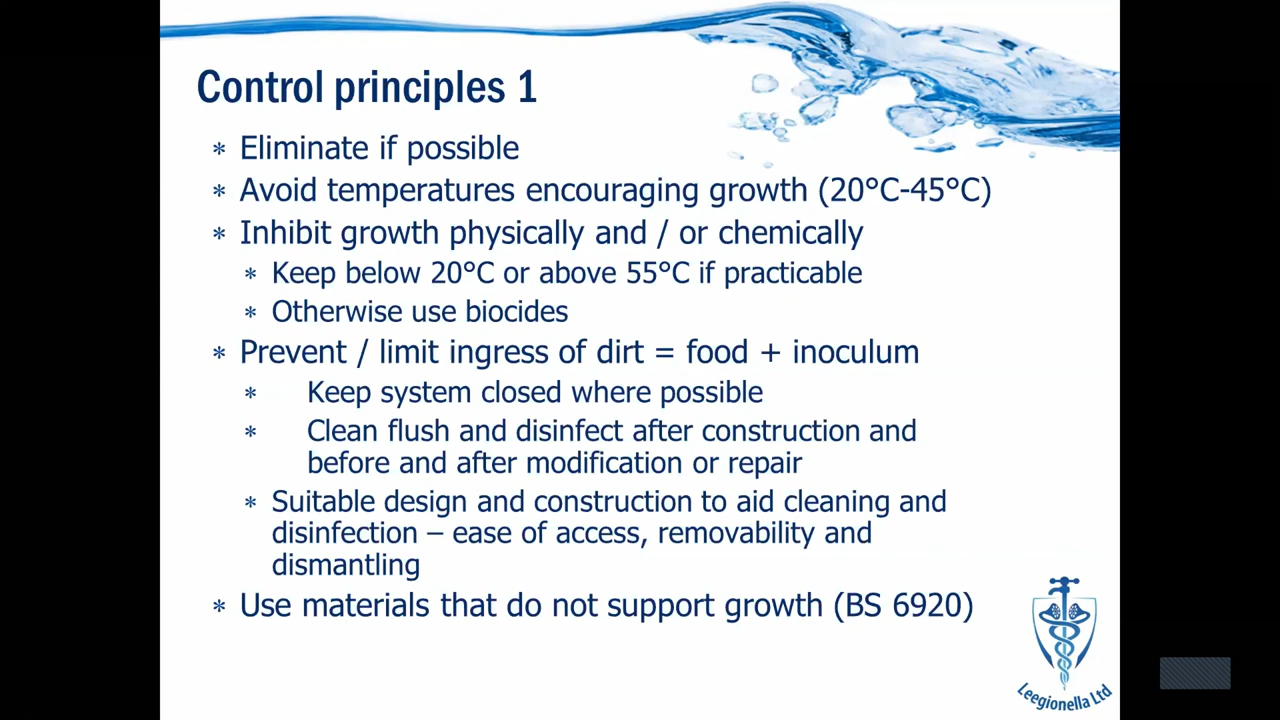 Control principles 1
* Eliminate if possible
* Avoid temperatures encouraging growth (20°C-45°C)
* Inhibit growth physically and / or chemically
* Keep below 20°C or above 55°C if practicable
* Otherwise use biocides
* Prevent / limit ingress of dirt = food + inoculum
* Keep system closed where possible
* Clean flush and disinfect after construction and
before and after modification or repair
* Suitable design and construction to aid cleaning and
disinfection – ease of access, removability and
dismantling
* Use materials that do not support growth (BS 6920)
Leegionella Ltd